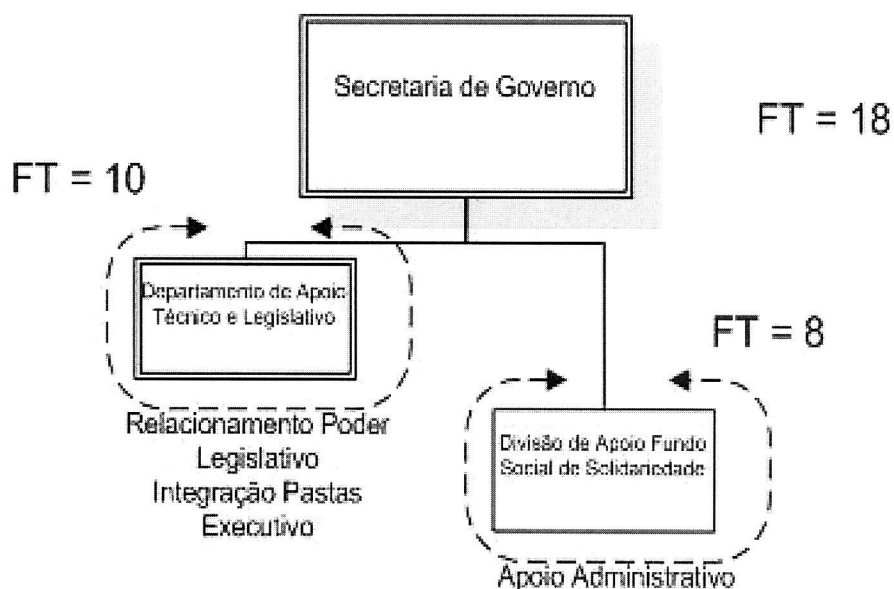 Secretaria de Governo
FT = 18
FT = 10
Departamento de Apoio
Técnico e Legislativo
FT = 8
Relacionamento Poder
Legislativo
Integração Pastas
Executivo
Divisão de Apoio Fundo
Social de Solidariedade
Apoio Administrativo